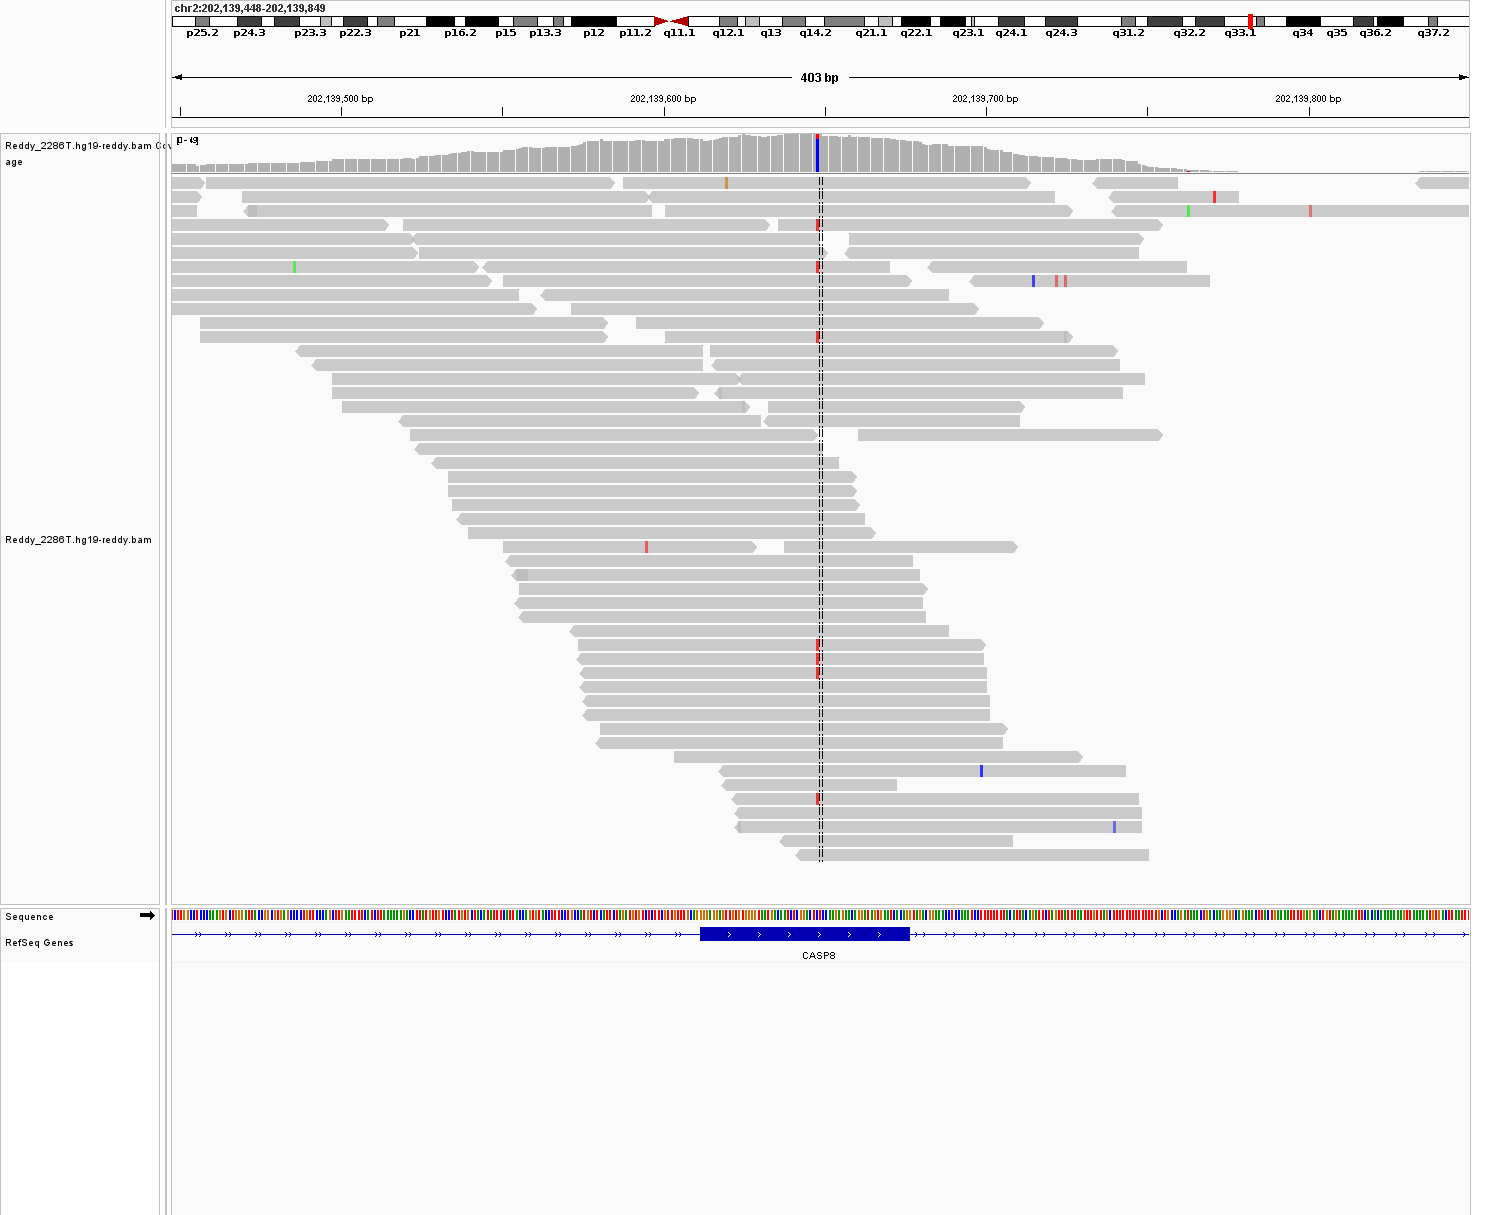 chr2:202,139,448-202,139,849
p25.2 p24.3 p23.3 p22.3 p21 p16.2 p15 p13.3 p12 p11.2 q11.1 q12.1 q13 q14.2 q21.1 q22.1 q23.1 q24.1 q24.3 q31.2 q32.2 q33.1 q34 q35 q36.2 q37.2
403 bp
202,139,500 bp 202,139,600 bp 202,139,700 bp 202,139,800 bp
Reddy_2286T.hg19-reddy.bam Cov
age
Reddy_2286T.hg19-reddy.bam
Sequence
RefSeq Genes
CASP8